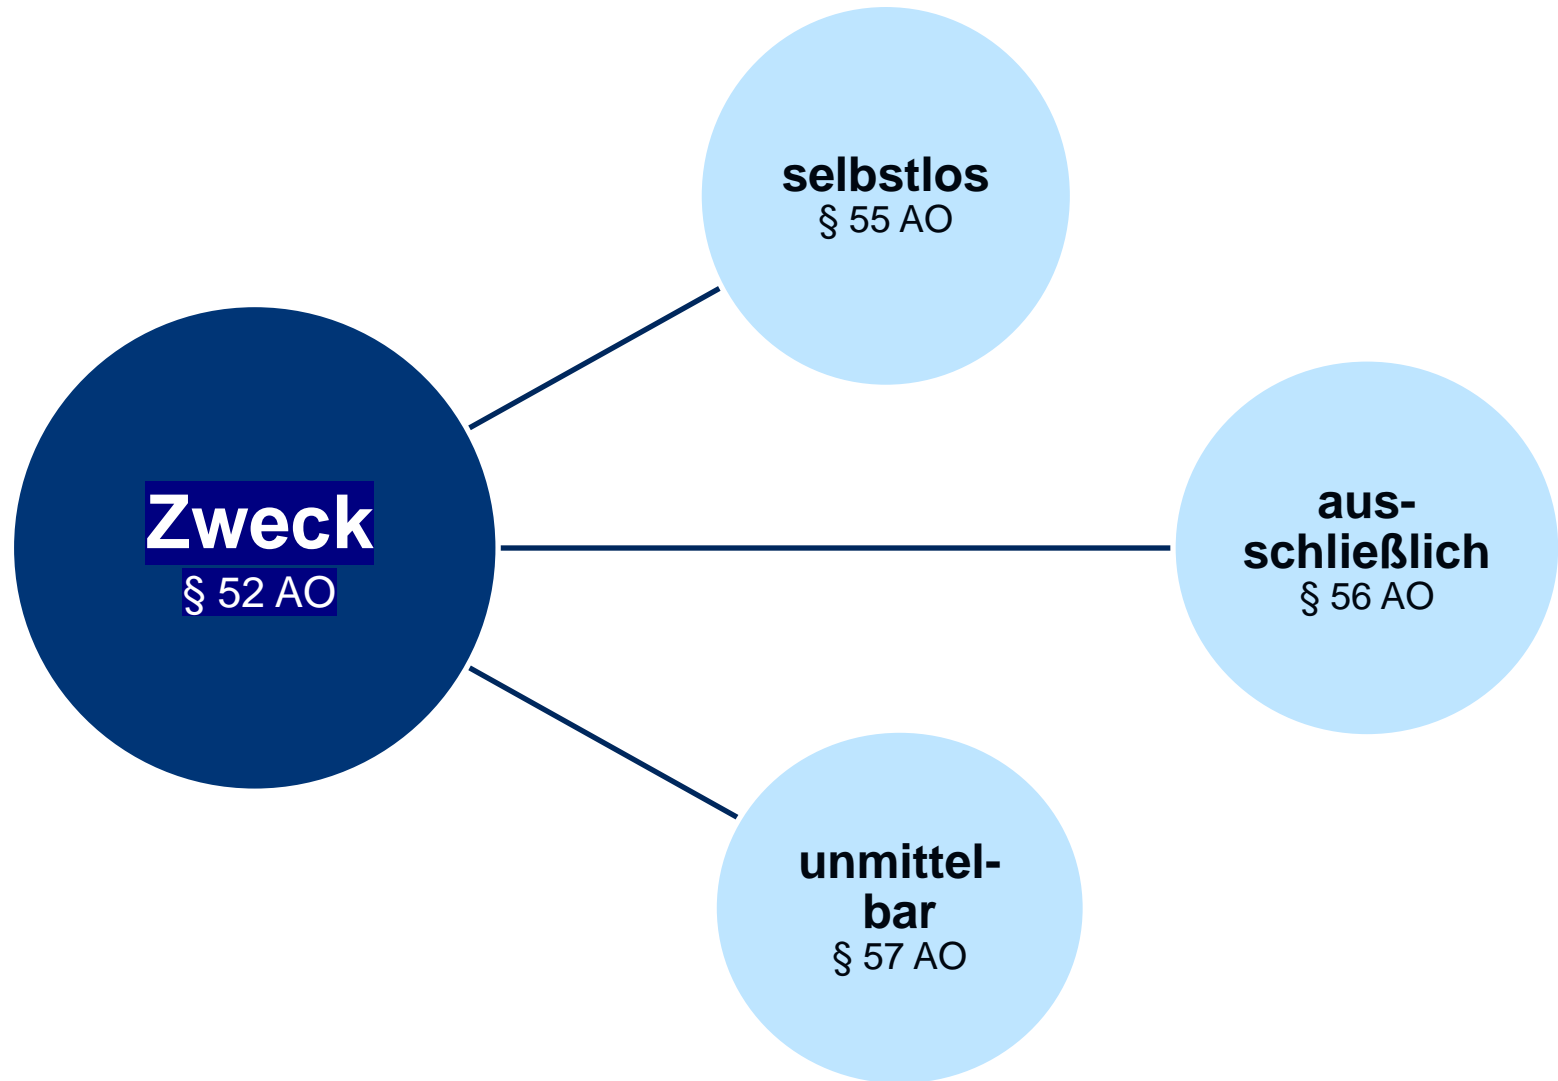 Zweck
§ 52 AO
selbstlos
§ 55 AO
aus-
schließlich
§ 56 AO
unmittel-
bar
§ 57 AO